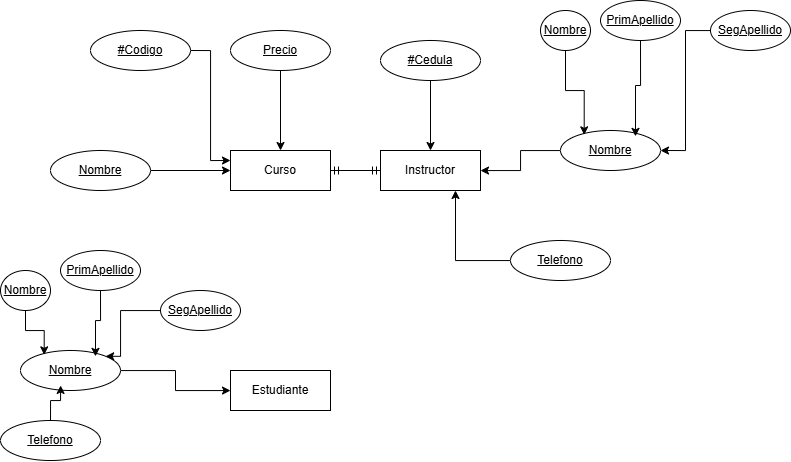 Nombre
PrimApellido
SegApellido
#Codigo
Precio
#Cedula
Nombre
Nombre
Curso
Instructor
Telefono
PrimApellido
Nombre
SegApellido
Nombre
Estudiante
Telefono